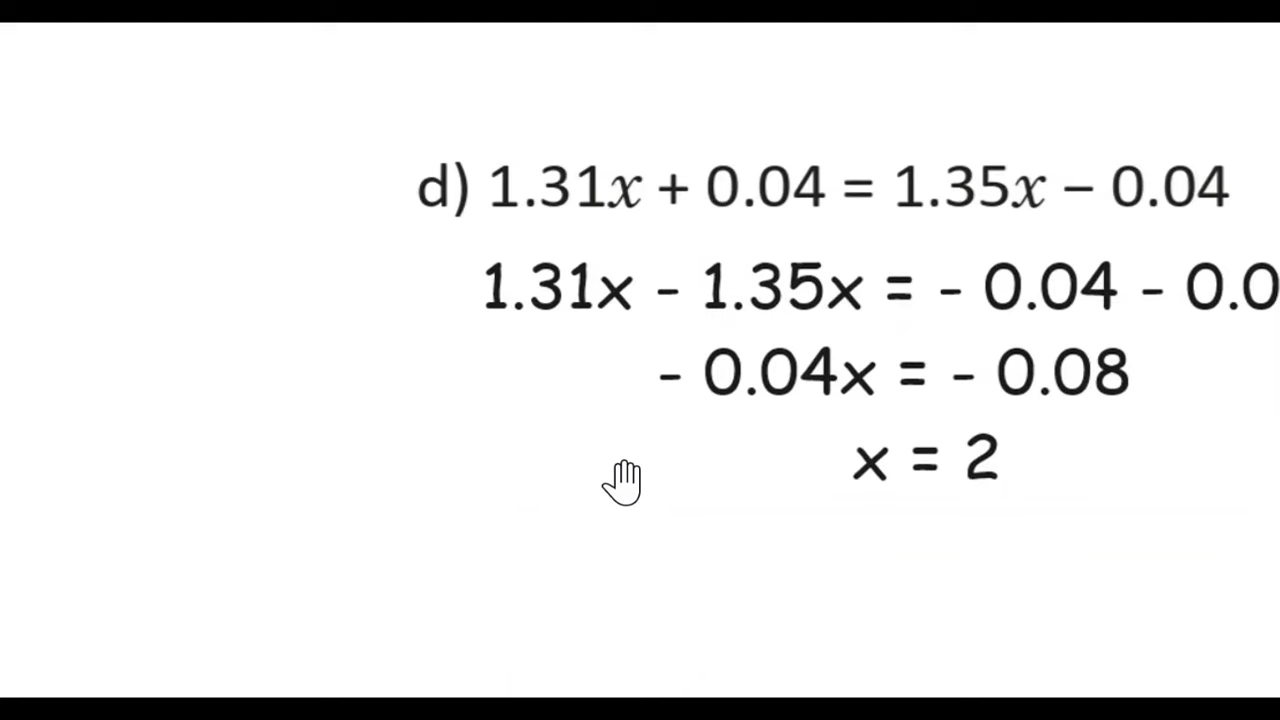 d) 1.31x + 0.04 = 1.35x − 0.04
1.31x - 1.35x = - 0.04 - 0.0
- 0.04x = - 0.08
x = 2